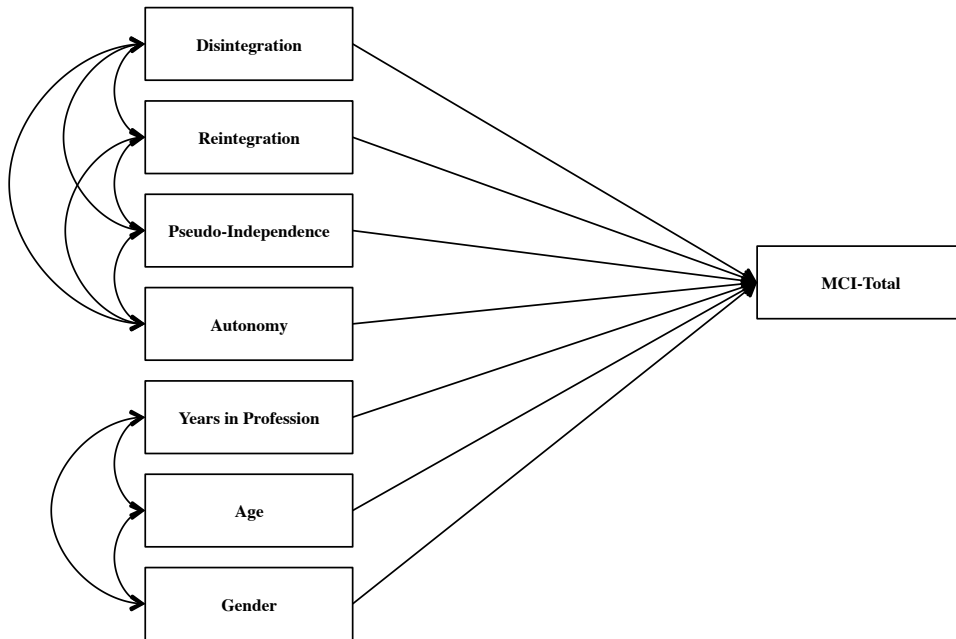 Disintegration
Reintegration
Pseudo-Independence
MCI-Total
Autonomy
Years in Profession
Age
Gender